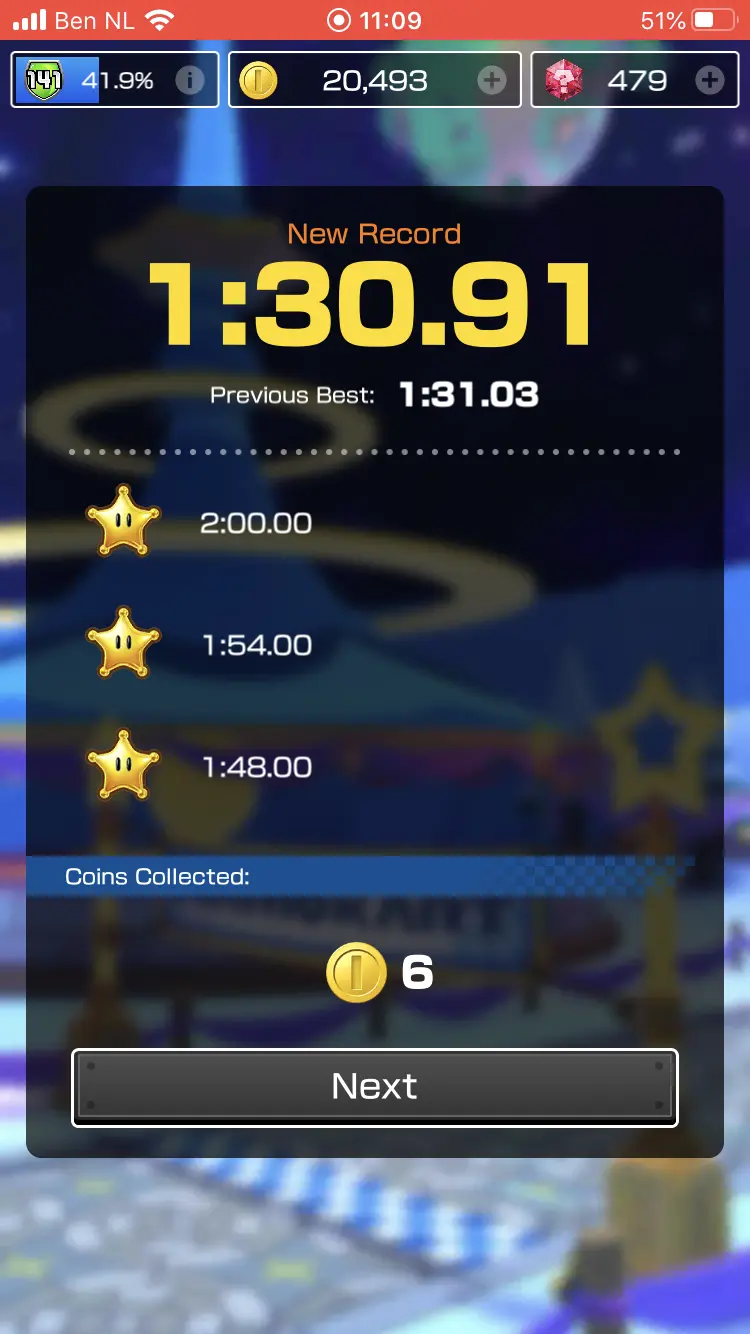 Ben NL 11:09 51%
141 41.9% i 20,493 + ? 479 +
New Record
1:30.91
Previous Best: 1:31.03
2:00.00
1:54.00
1:48.00
Coins Collected:
6
Next